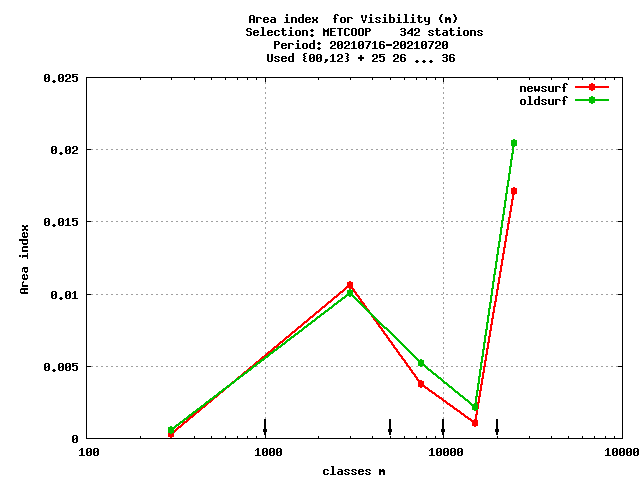 Area index  for Visibility (m)
Selection: METCOOP    342 stations
Period: 20210716-20210720
Used {00,12} + 25 26 ... 36
newsurf
oldsurf
0.025
0.02
0.015
0.01
0.005
0
Area index
100 1000 10000 10000
classes m